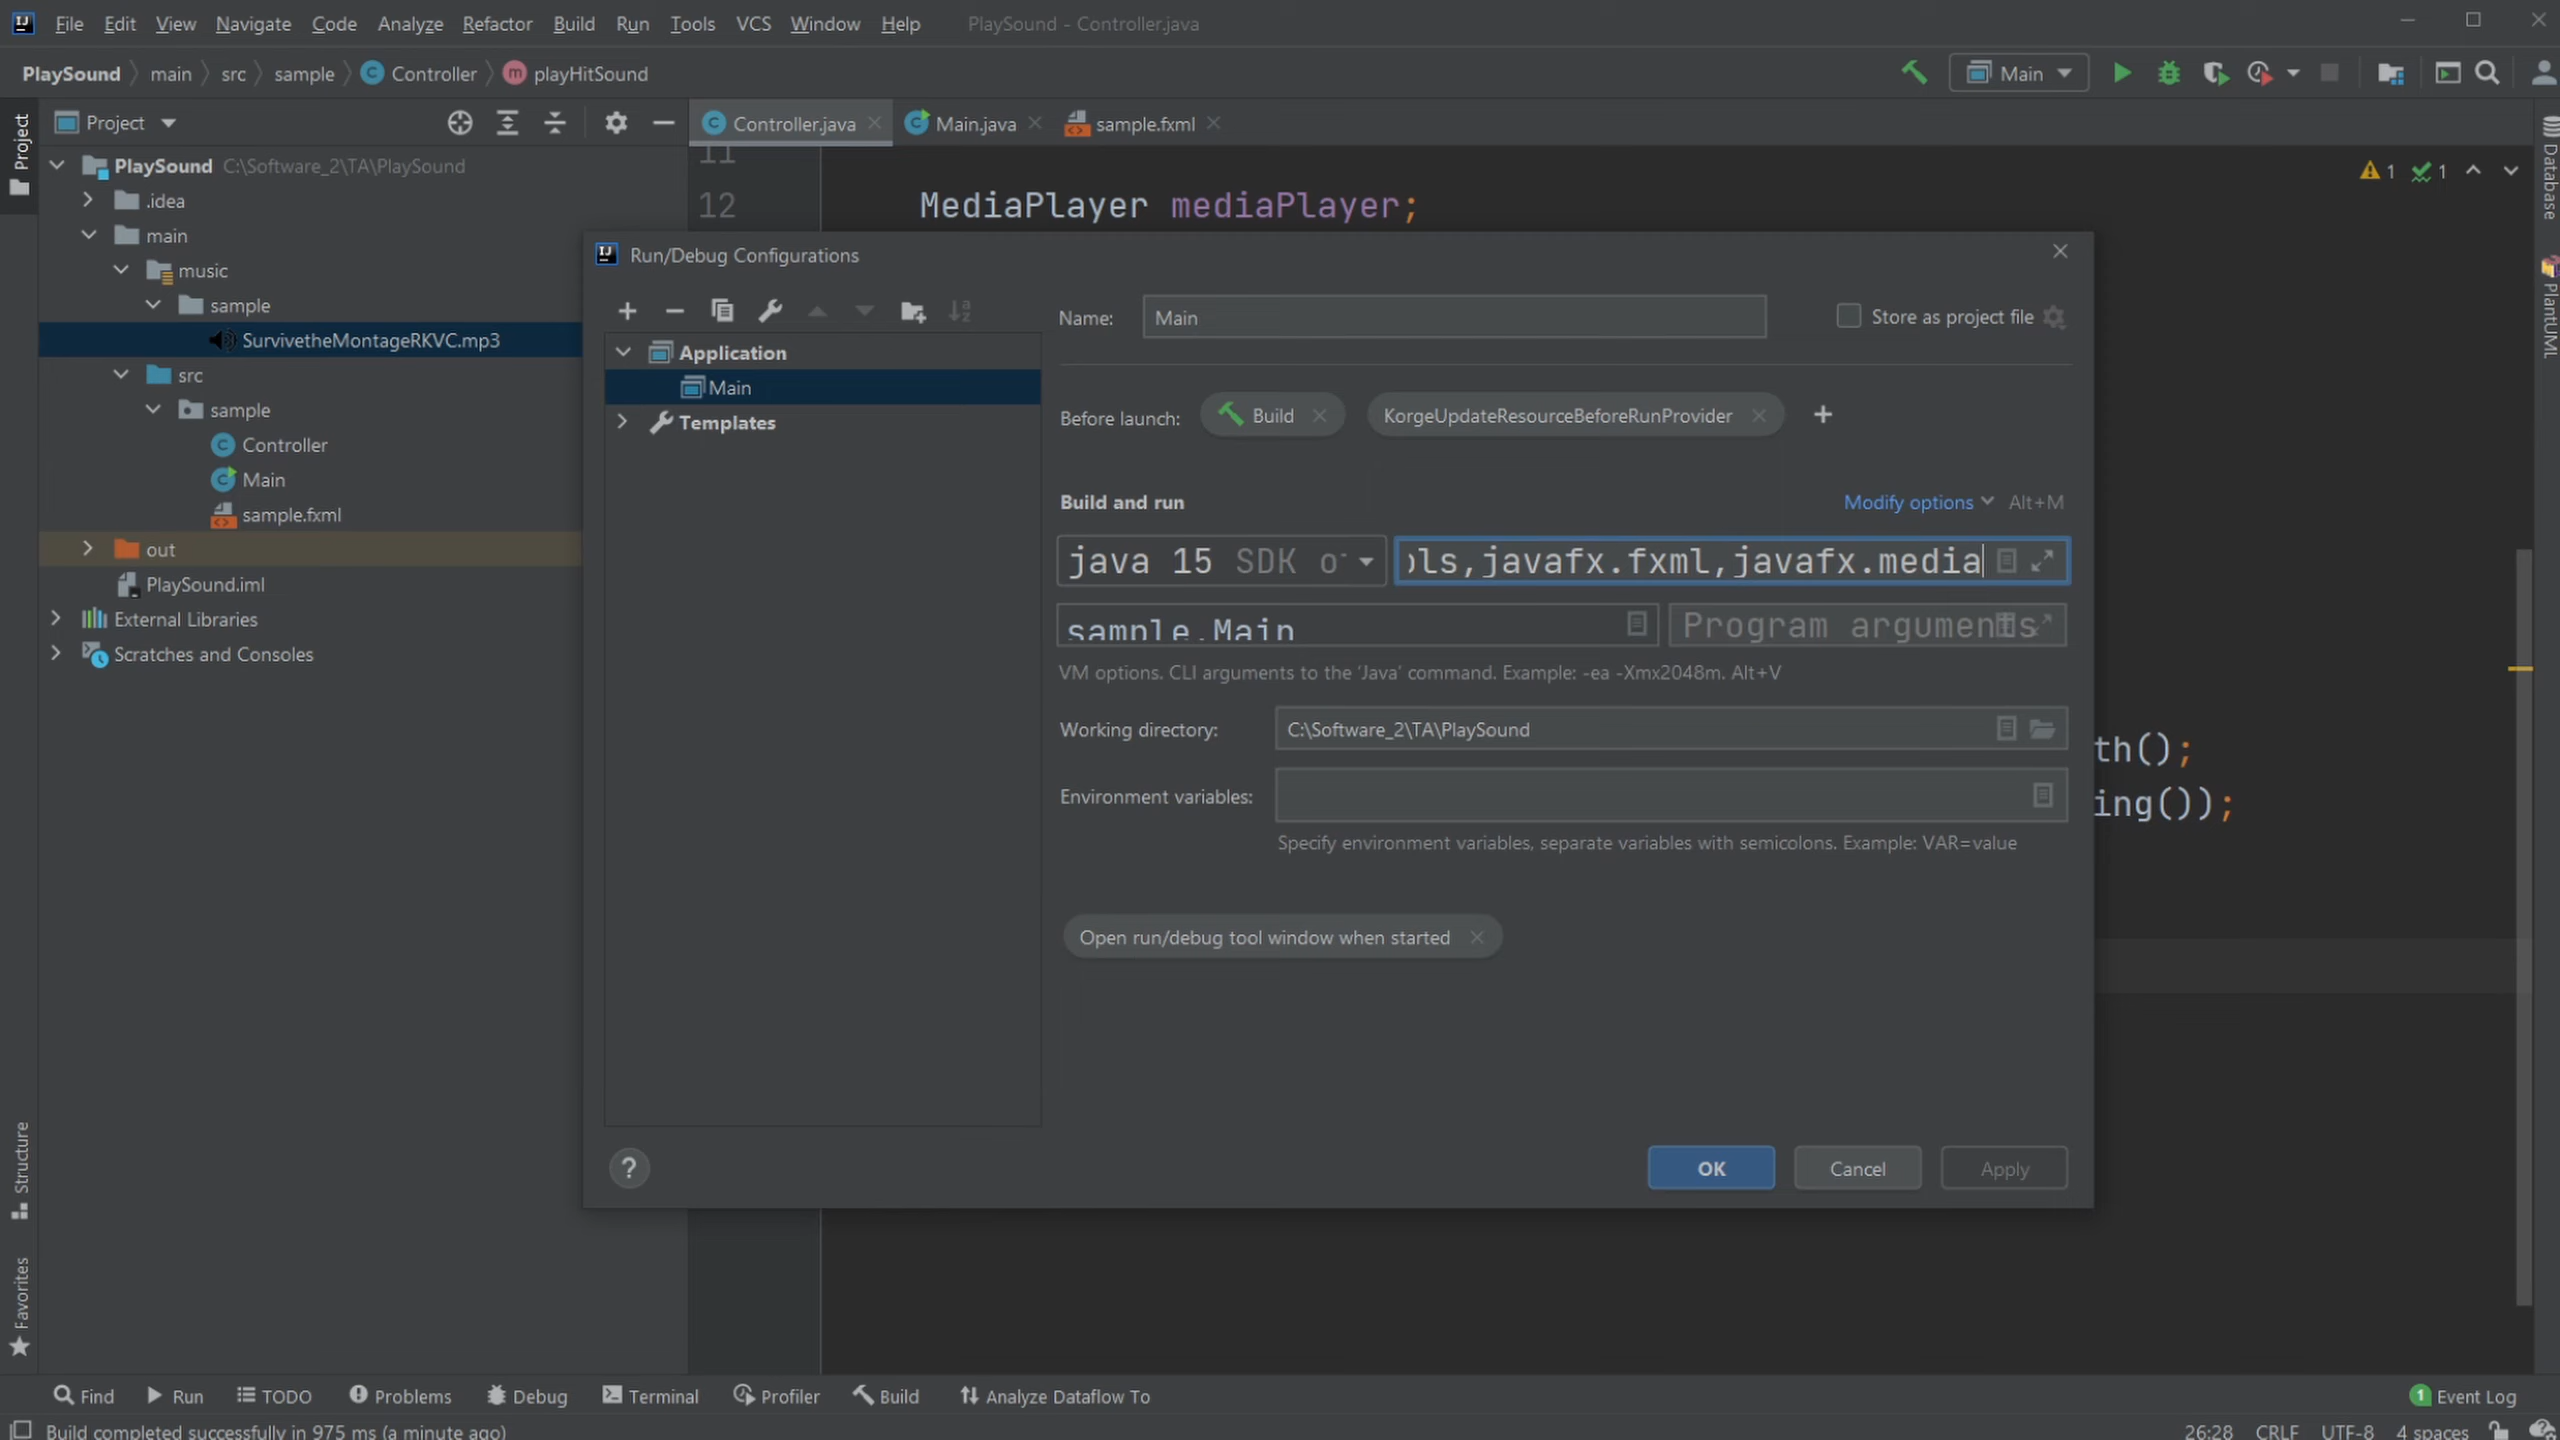 File Edit View Navigate Code Analyze Refactor Build Run Tools VCS Window Help PlaySound - Controller.java
PlaySound main src sample Controller playHitSound Main
Project
Controller.java Main.java sample.fxml
PlaySound C:\Software_2\TA\PlaySound
.idea
main
music
sample
SurvivetheMontageRKVC.mp3
src
sample
Controller
Main
sample.fxml
out
PlaySound.iml
External Libraries
Scratches and Consoles
Project
Structure
Favorites
11
12 MediaPlayer mediaPlayer;
1 1
th();
ing());
Database
PlantUML
Run/Debug Configurations
Application
Main
Templates
Name: Main Store as project file
Before launch: Build KorgeUpdateResourceBeforeRunProvider
Build and run Modify options Alt+M
java 15 SDK ols,javafx.fxml,javafx.media
sample.Main Program arguments
VM options. CLI arguments to the 'Java' command. Example: -ea -Xmx2048m. Alt+V
Working directory: C:\Software_2\TA\PlaySound
Environment variables:
Specify environment variables, separate variables with semicolons. Example: VAR=value
Open run/debug tool window when started
? OK Cancel Apply
Find Run TODO Problems Debug Terminal Profiler Build Analyze Dataflow To 1 Event Log
Build completed successfully in 975 ms (a minute ago) 26:28 CRLF UTF-8 4 spaces